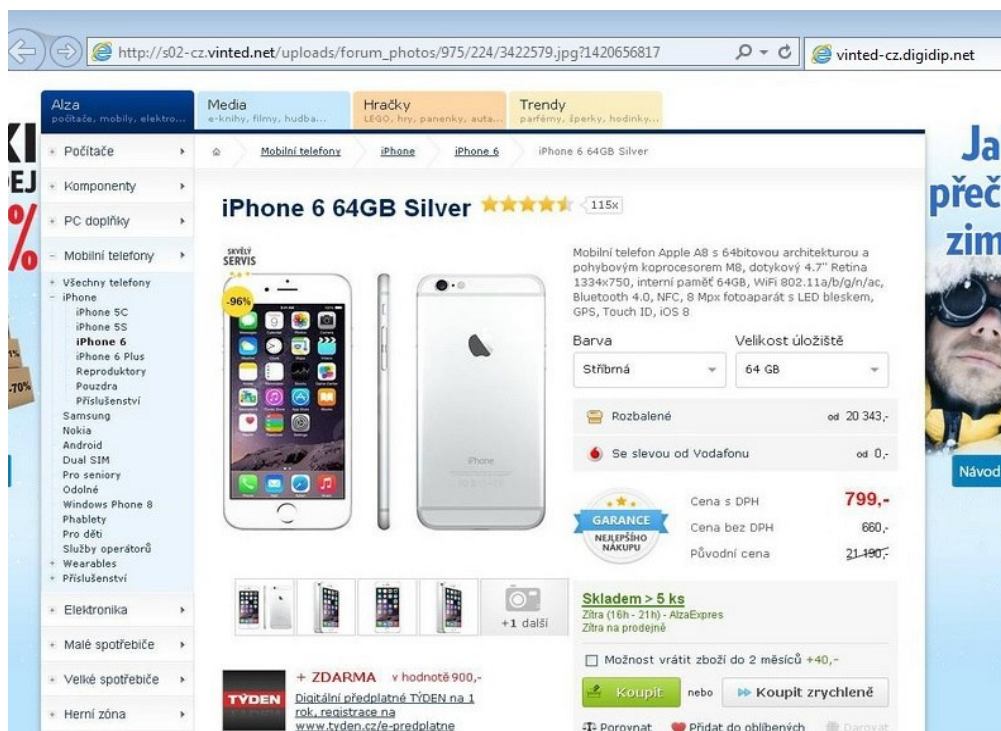 http://s02-cz.vinted.net/uploads/forum_photos/975/224/3422579.jpg?1420656817
vinted-cz.digidip.net
Alza
počítače, mobily, elektro...
Media
e-knihy, filmy, hudba...
Hračky
LEGO, hry, panenky, auta...
Trendy
parfémy, šperky, hodinky...
Počítače
Komponenty
PC doplňky
Mobilní telefony
Všechny telefony
iPhone
iPhone 5C
iPhone 5S
iPhone 6
iPhone 6 Plus
Reproduktory
Pouzdra
Příslušenství
Samsung
Nokia
Android
Dual SIM
Pro seniory
Odolné
Windows Phone 8
Phablety
Pro děti
Služby operátorů
Wearables
Příslušenství
Elektronika
Malé spotřebiče
Velké spotřebiče
Herní zóna
Mobilní telefony iPhone iPhone 6 iPhone 6 64GB Silver
iPhone 6 64GB Silver 115x
SKVĚLÝ
SERVIS
-96%
iPhone
Mobilní telefon Apple A8 s 64bitovou architekturou a
pohybovým koprocesorem M8, dotykový 4.7" Retina
1334x750, interní paměť 64GB, WiFi 802.11a/b/g/n/ac,
Bluetooth 4.0, NFC, 8 Mpx fotoaparát s LED bleskem,
GPS, Touch ID, iOS 8
Barva Velikost úložiště
Stříbrná 64 GB
Rozbalené od 20 343,-
Se slevou od Vodafonu od 0,-
GARANCE
NEJLEPŠÍHO
NÁKUPU
Cena s DPH 799,-
Cena bez DPH 660,-
Původní cena 21 190,-
+1 další
Skladem > 5 ks
Zítra (16h - 21h) - AlzaExpres
Zítra na prodejně
Možnost vrátit zboží do 2 měsíců +40,-
Koupit nebo Koupit zrychleně
Porovnat Přidat do oblíbených Darovat
TÝDEN
+ ZDARMA v hodnotě 900,-
Digitální předplatné TÝDEN na 1
rok, registrace na
www.tyden.cz/e-predplatne
Ja
přeč
zim
Návod
KI
EJ
%
-70%